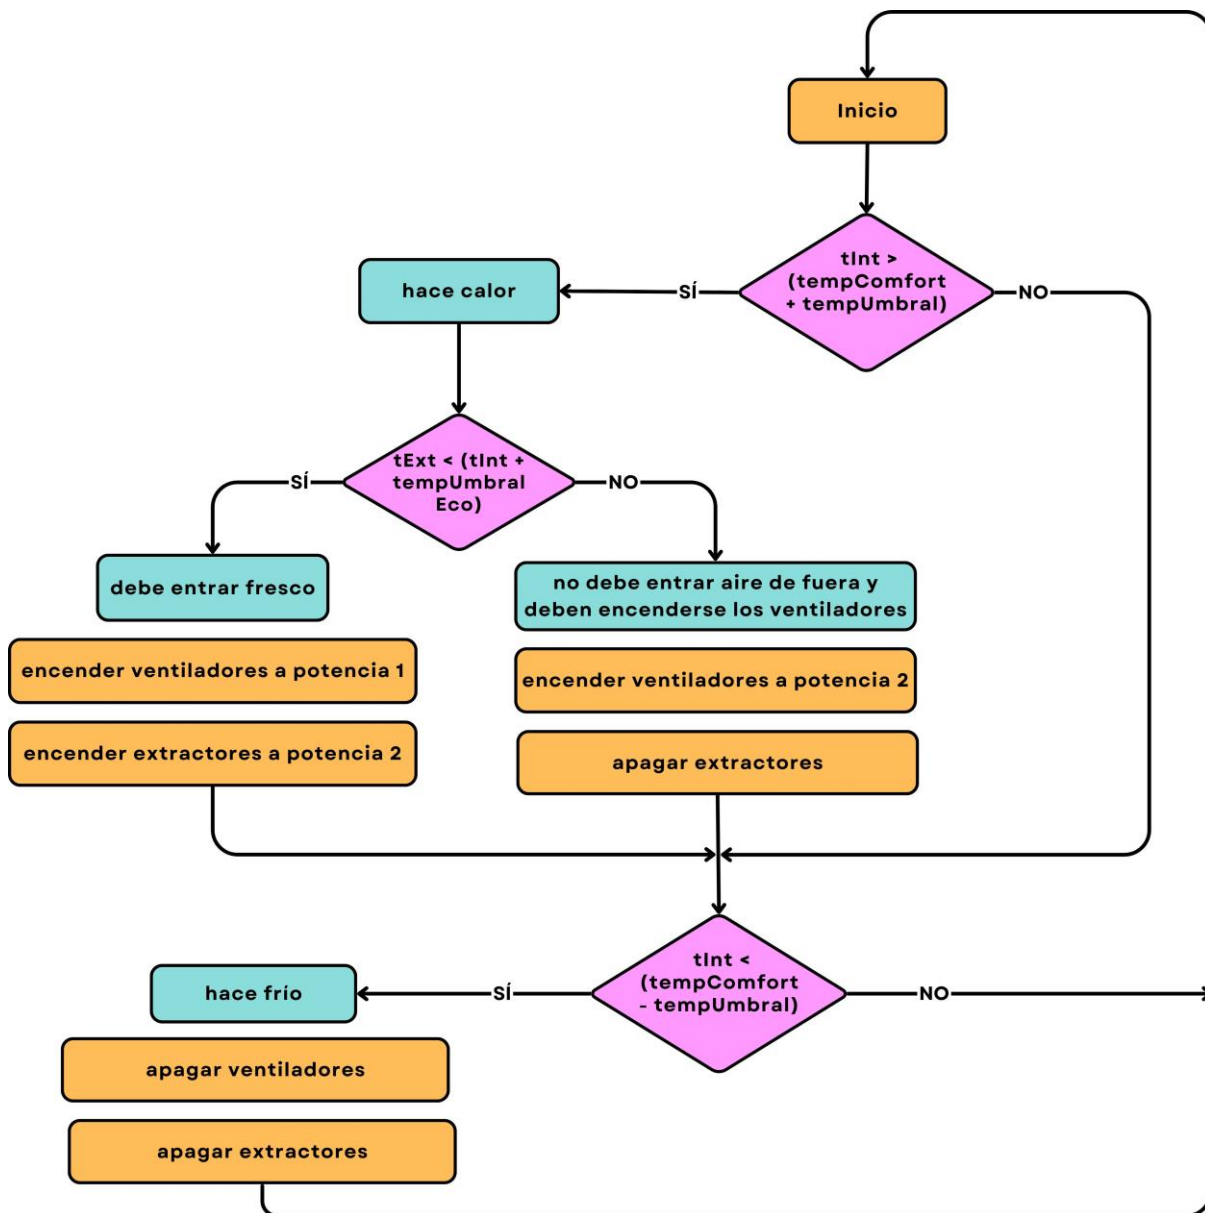 Inicio
tInt >
(tempComfort
+ tempUmbral)
SÍ
NO
hace calor
tExt < (tInt +
tempUmbral
Eco)
SÍ
NO
debe entrar fresco
encender ventiladores a potencia 1
encender extractores a potencia 2
no debe entrar aire de fuera y
deben encenderse los ventiladores
encender ventiladores a potencia 2
apagar extractores
tInt <
(tempComfort
- tempUmbral)
SÍ
NO
hace frío
apagar ventiladores
apagar extractores